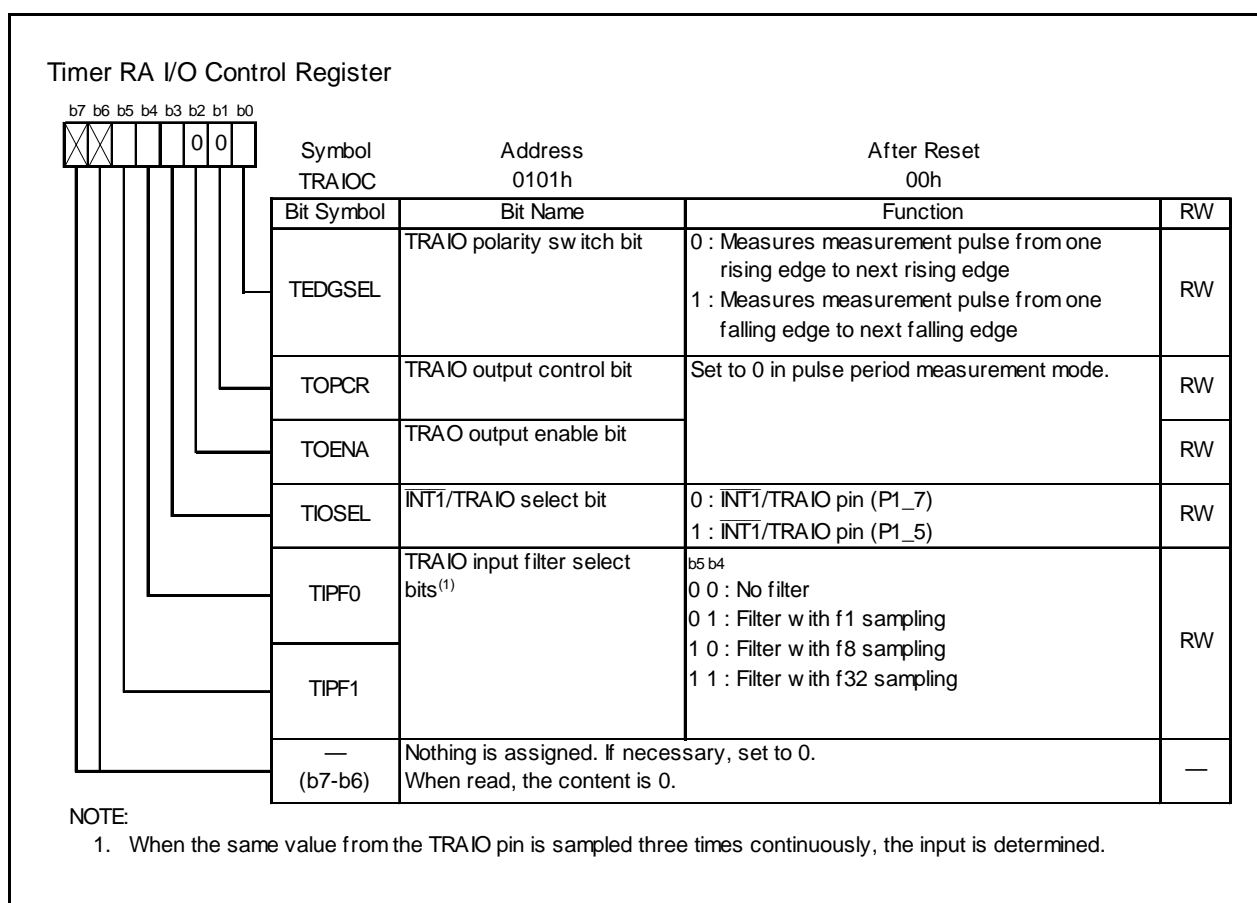 Timer RA I/O Control Register
b7 b6 b5 b4 b3 b2 b1 b0
0 0
Symbol Address After Reset
TRAIOC 0101h 00h
Bit Symbol Bit Name Function RW
TEDGSEL
TRAIO polarity switch bit
0 : Measures measurement pulse from one
rising edge to next rising edge
1 : Measures measurement pulse from one
falling edge to next falling edge
RW
TOPCR
TRAIO output control bit
Set to 0 in pulse period measurement mode.
RW
TOENA
TRAO output enable bit
RW
TIOSEL
INT1/TRAIO select bit
0 : INT1/TRAIO pin (P1_7)
1 : INT1/TRAIO pin (P1_5)
RW
TIPF0
TRAIO input filter select
bits(1)
b5 b4
0 0 : No filter
0 1 : Filter with f1 sampling
1 0 : Filter with f8 sampling
1 1 : Filter with f32 sampling
RW
TIPF1
—
(b7-b6)
Nothing is assigned. If necessary, set to 0.
When read, the content is 0.
—
NOTE:
1. When the same value from the TRAIO pin is sampled three times continuously, the input is determined.